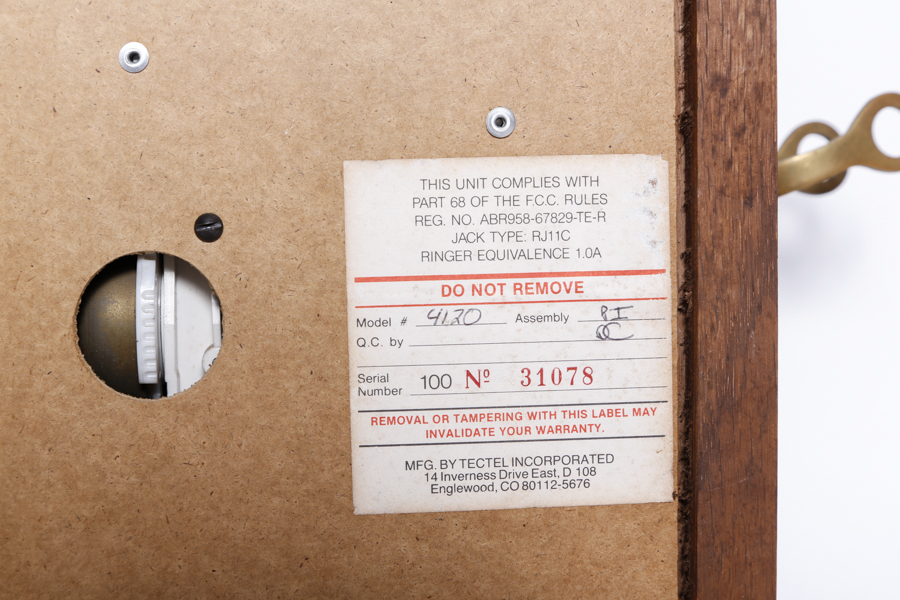 THIS UNIT COMPLIES WITH
PART 68 OF THE F.C.C. RULES
REG. NO. ABR958-67829-TE-R
JACK TYPE: RJ11C
RINGER EQUIVALENCE 1.0A
DO NOT REMOVE
Model # 4120 Assembly
Q.C. by QC
Serial Number 100 Nº 31078
REMOVAL OR TAMPERING WITH THIS LABEL MAY
INVALIDATE YOUR WARRANTY.
MFG. BY TECTEL INCORPORATED
14 Inverness Drive East, D 108
Englewood, CO 80112-5676